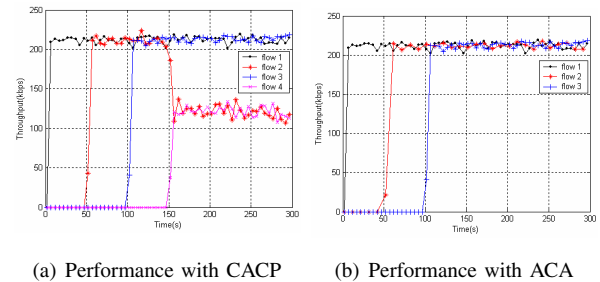 250
200
150
100
50
0
Throughput(kbps)
0 50 100 150 200 250 300
Time(s)
flow 1
flow 2
flow 3
flow 4
(a) Performance with CACP
250
200
150
100
50
0
Throughput(kbps)
0 50 100 150 200 250 300
Time(s)
flow 1
flow 2
flow 3
(b) Performance with ACA